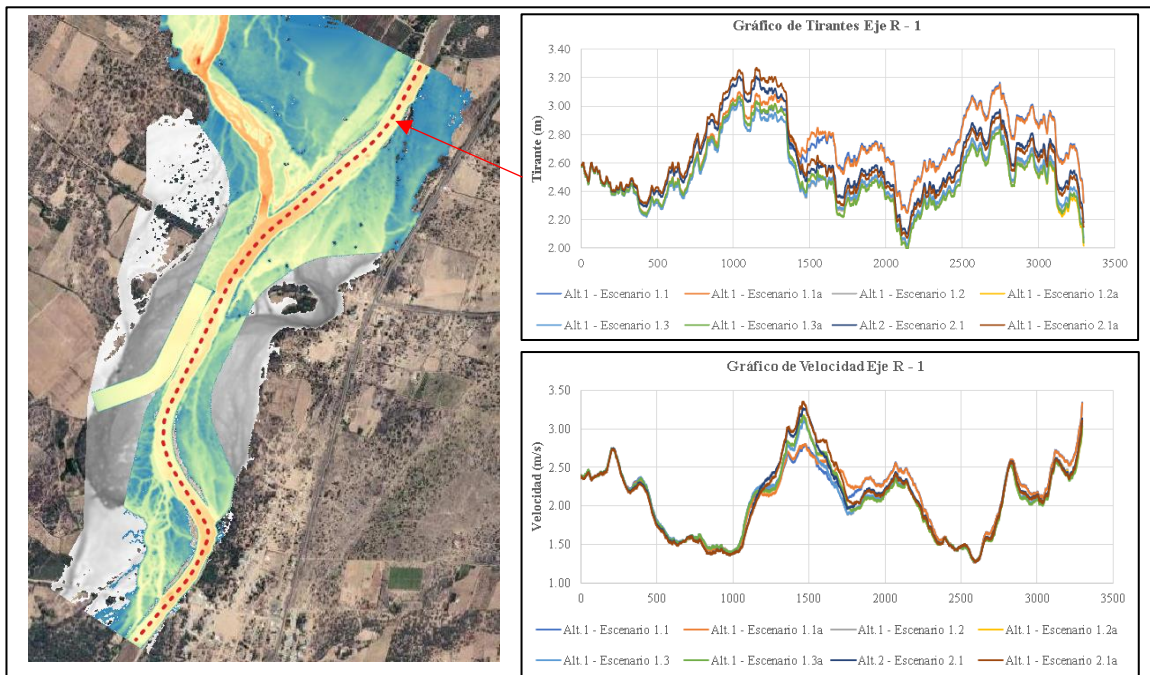 Gráfico de Tirantes Eje R - 1
Tirante (m)
3.40
3.20
3.00
2.80
2.60
2.40
2.20
2.00
0 500 1000 1500 2000 2500 3000 3500
Alt.1 - Escenario 1.1 Alt.1 - Escenario 1.1a Alt.1 - Escenario 1.2 Alt.1 - Escenario 1.2a
Alt.1 - Escenario 1.3 Alt.1 - Escenario 1.3a Alt.2 - Escenario 2.1 Alt.1 - Escenario 2.1a
Gráfico de Velocidad Eje R - 1
Velocidad (m/s)
3.50
3.00
2.50
2.00
1.50
1.00
0 500 1000 1500 2000 2500 3000 3500
Alt.1 - Escenario 1.1 Alt.1 - Escenario 1.1a Alt.1 - Escenario 1.2 Alt.1 - Escenario 1.2a
Alt.1 - Escenario 1.3 Alt.1 - Escenario 1.3a Alt.2 - Escenario 2.1 Alt.1 - Escenario 2.1a